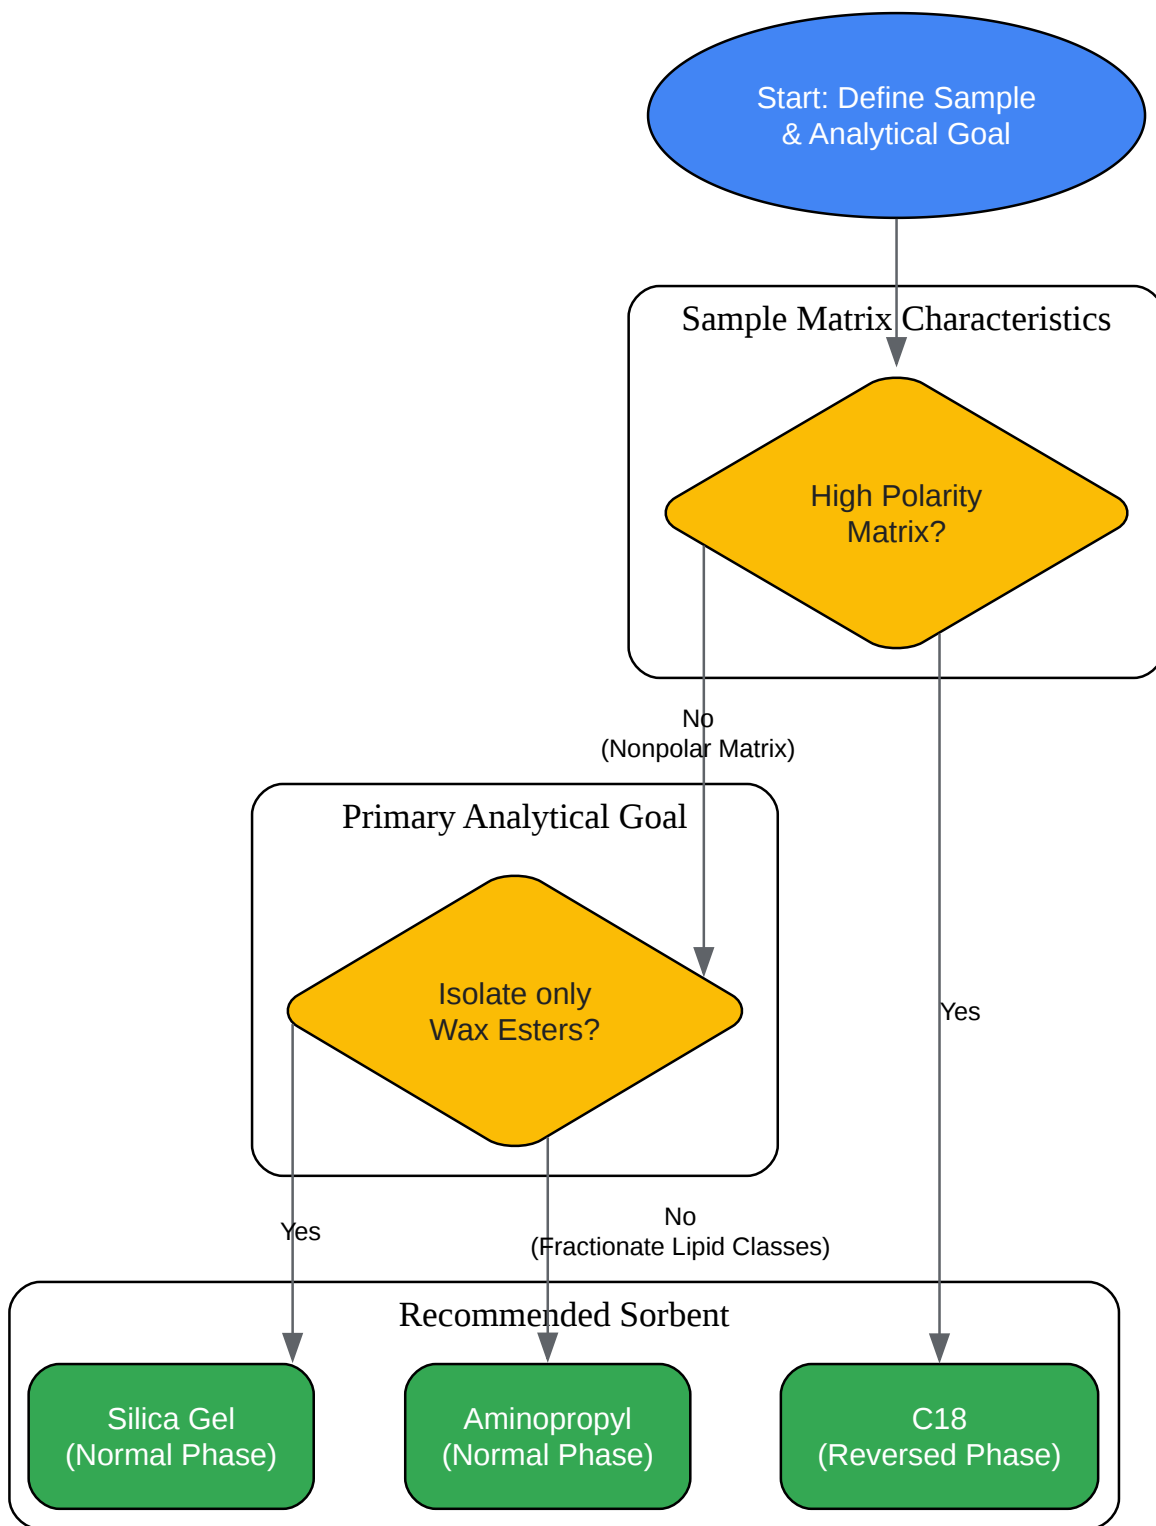 Start: Define Sample
& Analytical Goal
Sample Matrix Characteristics
High Polarity
Matrix?
No
(Nonpolar Matrix)
Primary Analytical Goal
Isolate only
Wax Esters?
Yes
Yes
No
(Fractionate Lipid Classes)
Recommended Sorbent
Silica Gel
(Normal Phase)
Aminopropyl
(Normal Phase)
C18
(Reversed Phase)